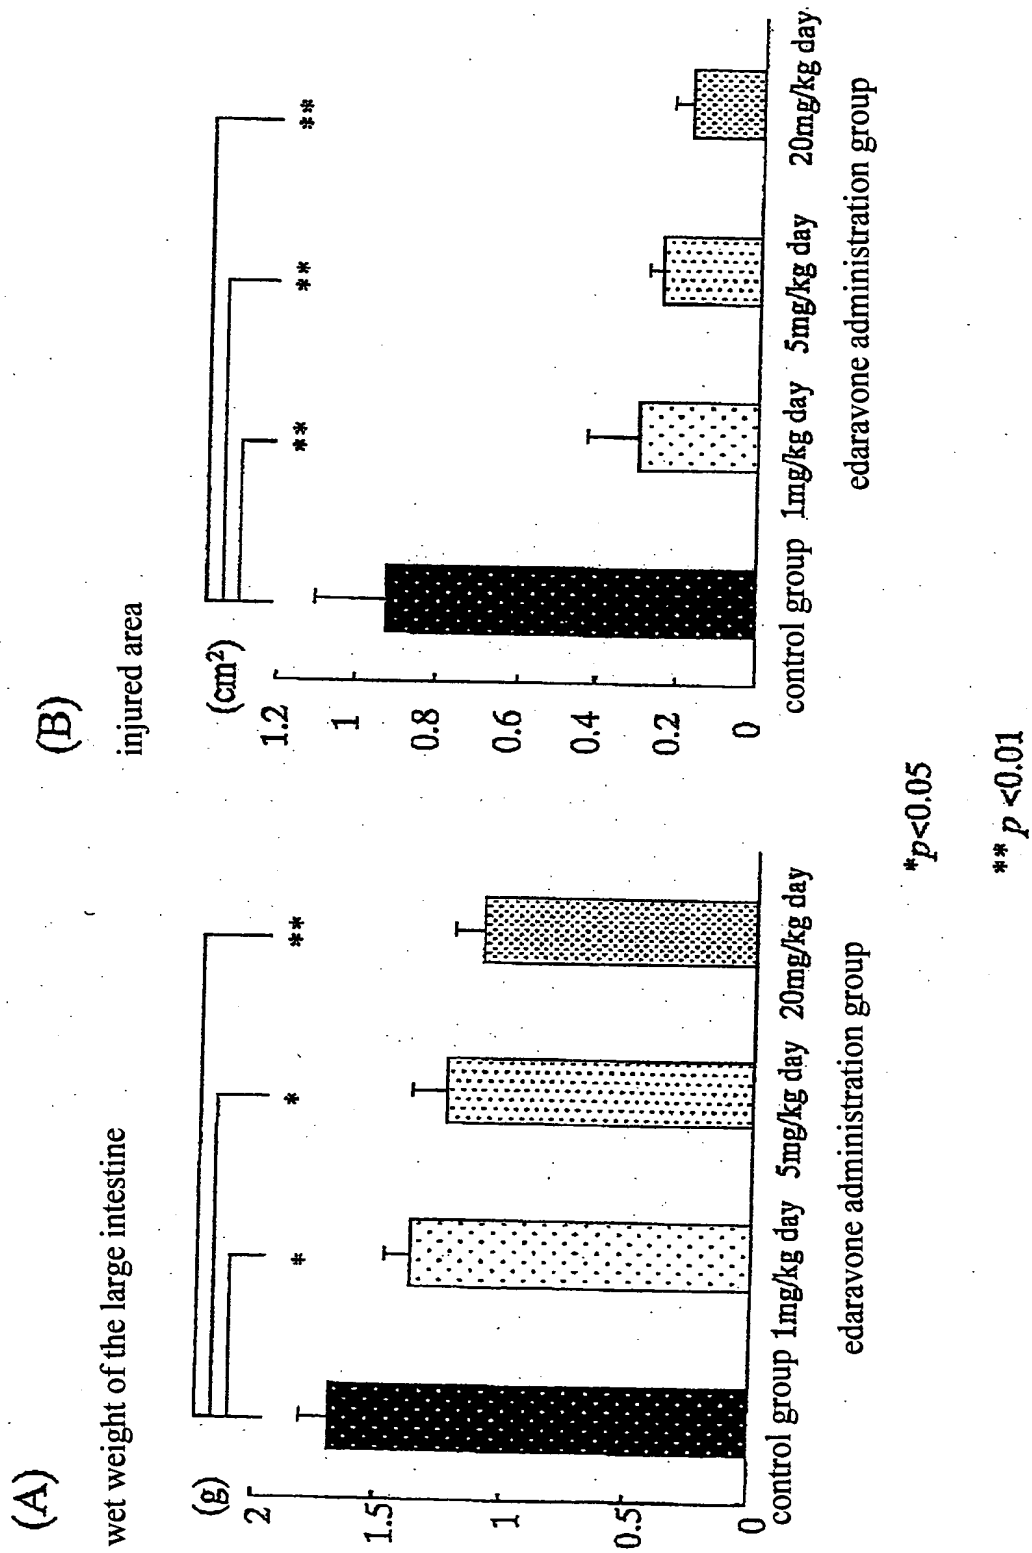 (A)
wet weight of the large intestine
(g)
2
1.5
1
0.5
0
*
*
**
control group 1mg/kg day 5mg/kg day 20mg/kg day
edaravone administration group
(B)
injured area
(cm²)
1.2
1
0.8
0.6
0.4
0.2
0
**
**
**
control group 1mg/kg day 5mg/kg day 20mg/kg day
edaravone administration group
*p<0.05
** p <0.01